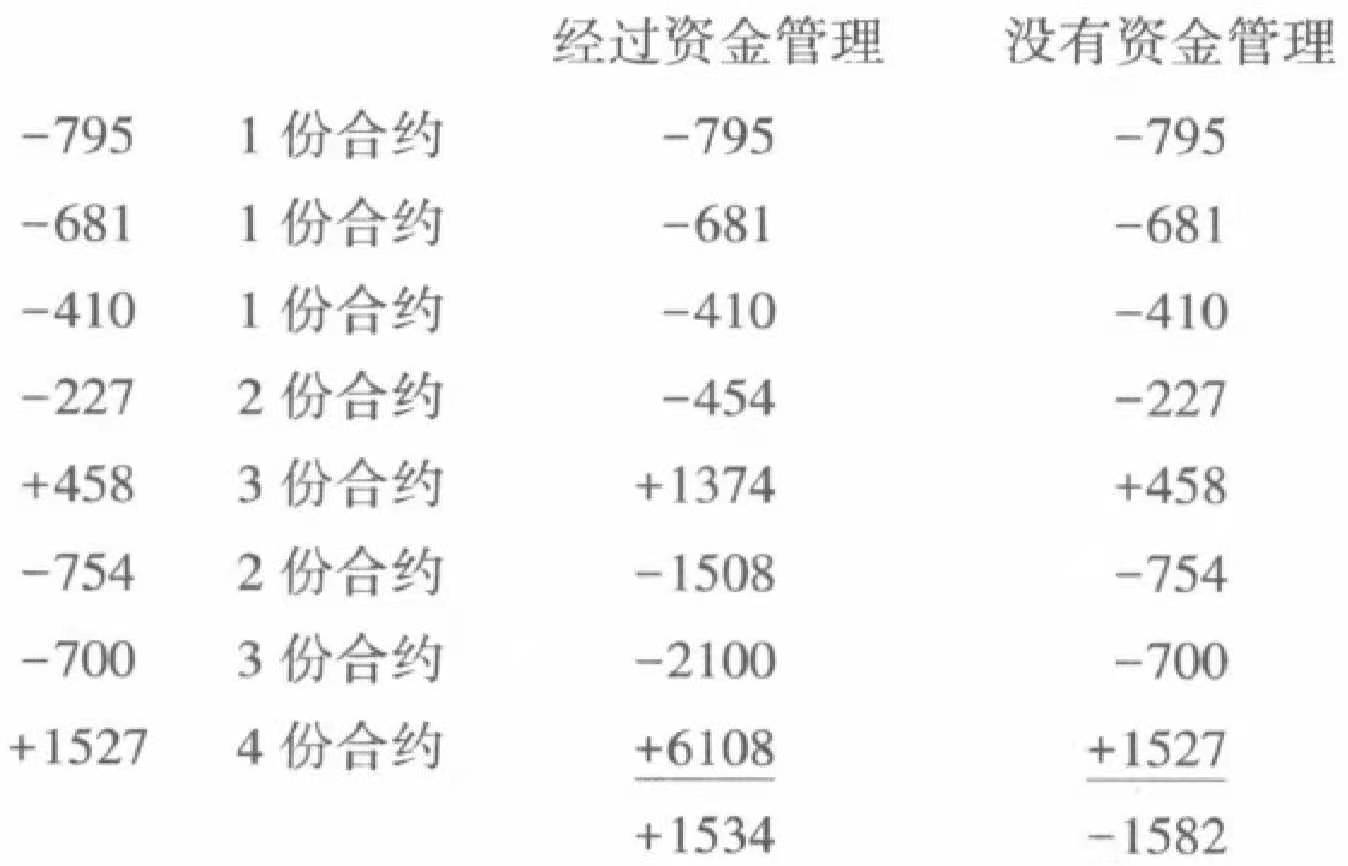 经过资金管理 没有资金管理
-795 1 份合约 -795 -795
-681 1 份合约 -681 -681
-410 1 份合约 -410 -410
-227 2 份合约 -454 -227
+458 3 份合约 +1374 +458
-754 2 份合约 -1508 -754
-700 3 份合约 -2100 -700
+1527 4 份合约 +6108 +1527
+1534 -1582